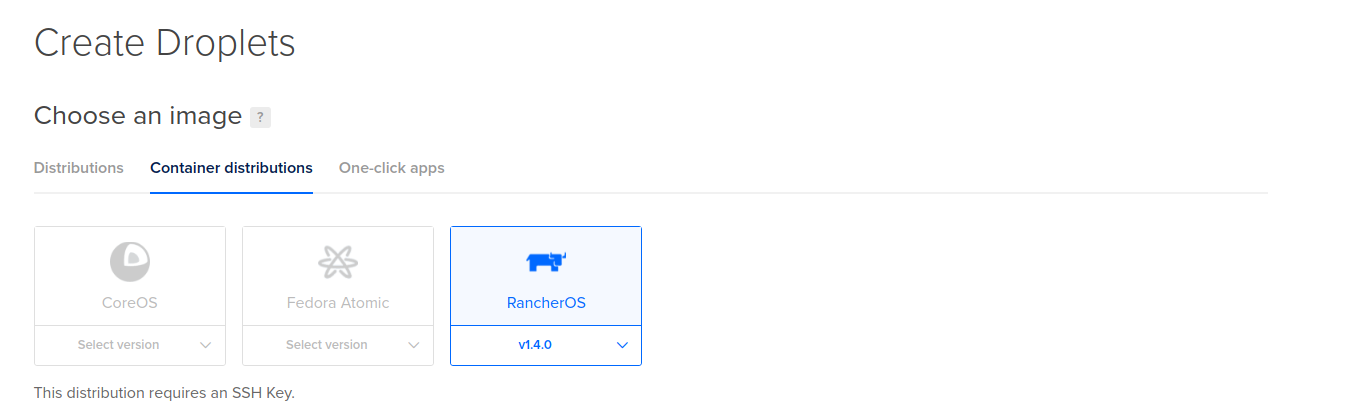 Create Droplets
Choose an image ?
Distributions Container distributions One-click apps
CoreOS Fedora Atomic RancherOS
Select version Select version v1.4.0
This distribution requires an SSH Key.